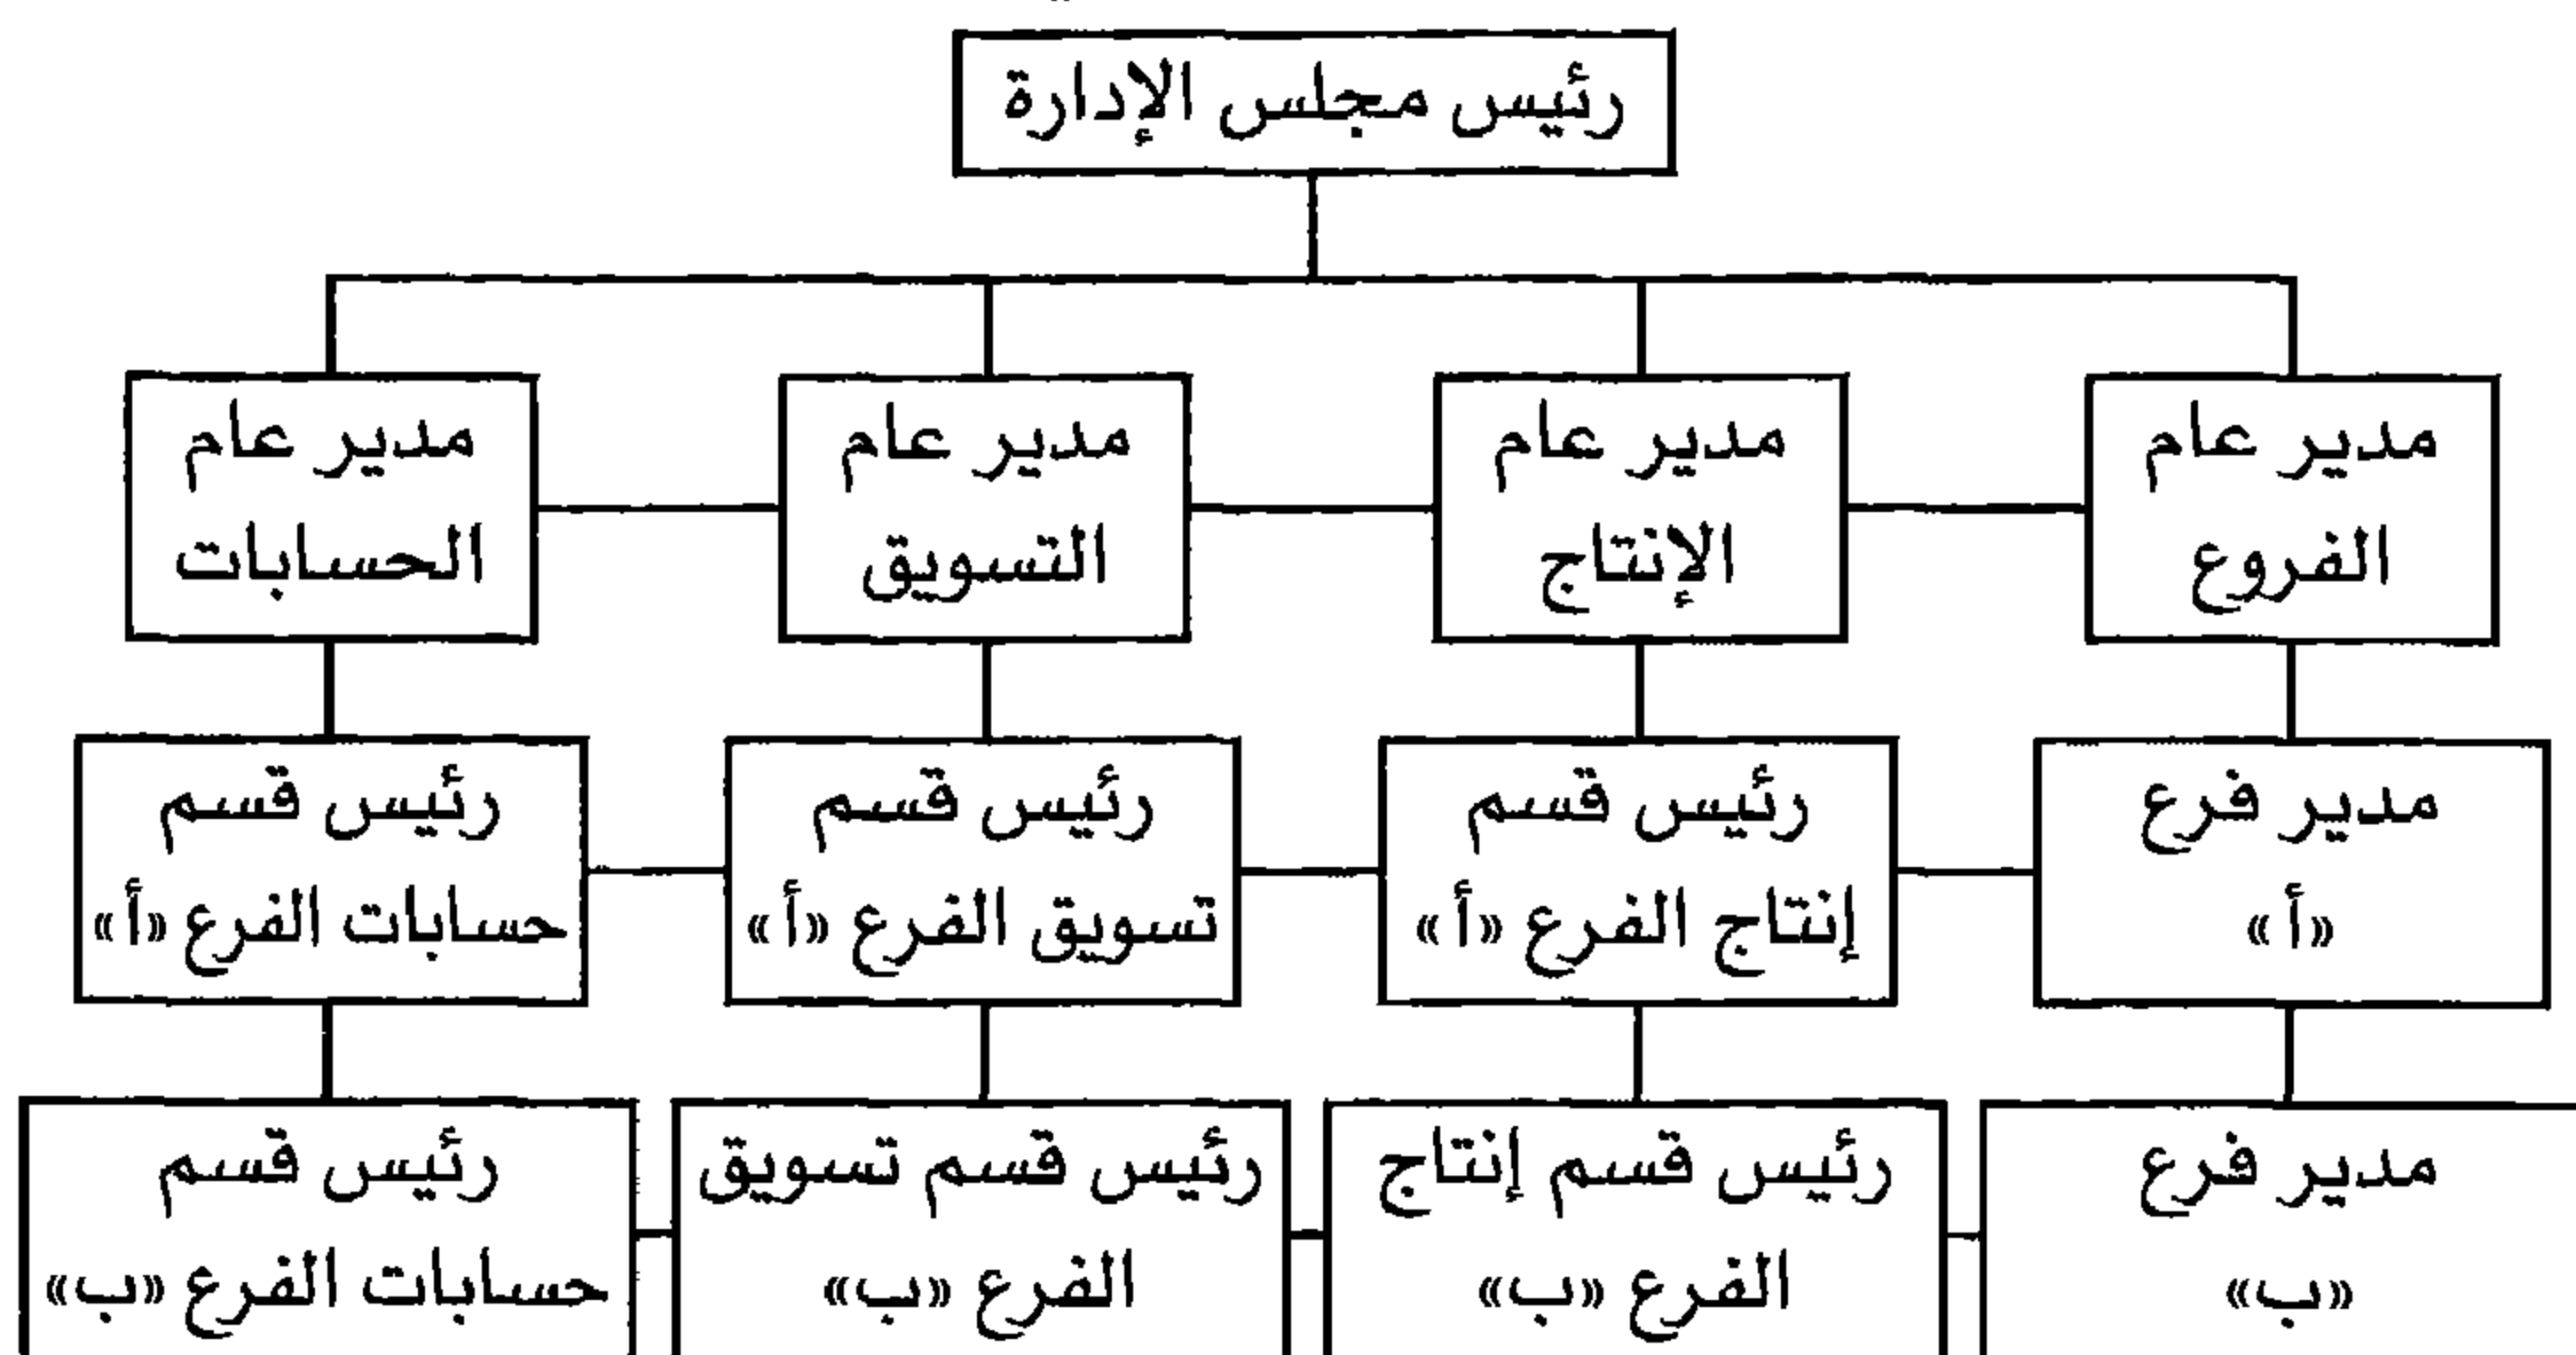 رئيس مجلس الإدارة
مدير عام
الفروع
مدير عام
الإنتاج
مدير عام
التسويق
مدير عام
الحسابات
مدير فرع
«أ»
رئيس قسم
إنتاج الفرع «أ»
رئيس قسم
تسويق الفرع «أ»
رئيس قسم
حسابات الفرع «أ»
مدير فرع
«ب»
رئيس قسم إنتاج
الفرع «ب»
رئيس قسم تسويق
الفرع «ب»
رئيس قسم
حسابات الفرع «ب»